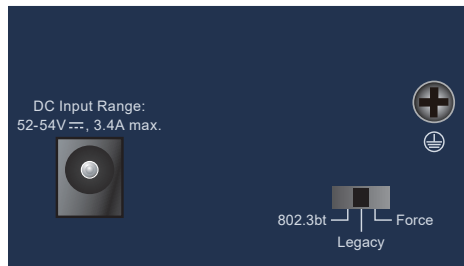 DC Input Range:
52-54V ⎓, 3.4A max.
802.3bt
Force
Legacy